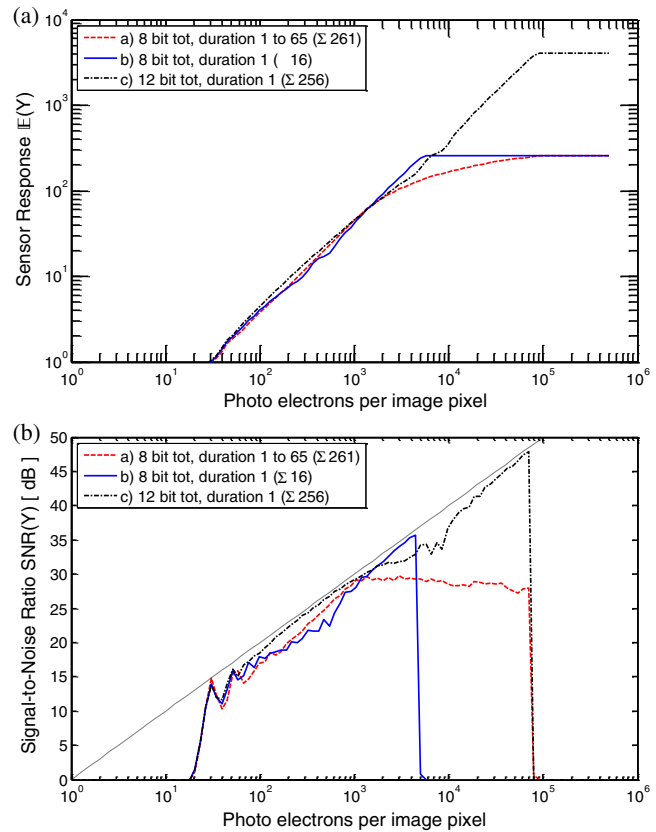 (a)
10^4
10^3
10^2
10^1
10^0
Sensor Response 𝔼(Y)
a) 8 bit tot, duration 1 to 65 (Σ 261)
b) 8 bit tot, duration 1 ( 16)
c) 12 bit tot, duration 1 (Σ 256)
10^0 10^1 10^2 10^3 10^4 10^5 10^6
Photo electrons per image pixel
(b)
50
45
40
35
30
25
20
15
10
5
0
Signal-to-Noise Ratio SNR(Y) [ dB ]
a) 8 bit tot, duration 1 to 65 (Σ 261)
b) 8 bit tot, duration 1 (Σ 16)
c) 12 bit tot, duration 1 (Σ 256)
10^0 10^1 10^2 10^3 10^4 10^5 10^6
Photo electrons per image pixel